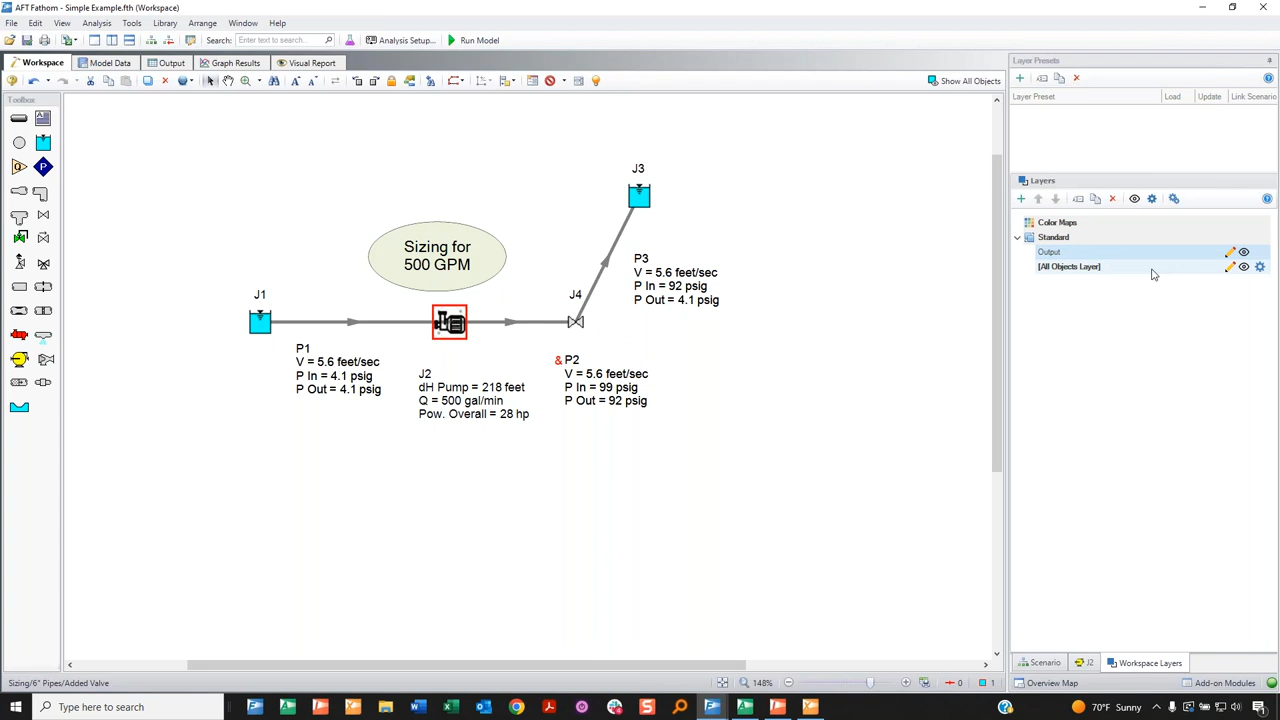 AFT Fathom - Simple Example.fth (Workspace)
File Edit View Analysis Tools Library Arrange Window Help
Search: Enter text to search... Analysis Setup... Run Model
Workspace Model Data Output Graph Results Visual Report
Show All Objects
Toolbox
Layer Presets
Layer Preset Load Update Link Scenario
Layers
Color Maps
Standard
Output
[All Objects Layer]
J3
Sizing for
500 GPM
P3
V = 5.6 feet/sec
P In = 92 psig
P Out = 4.1 psig
J1
J4
P1
V = 5.6 feet/sec
P In = 4.1 psig
P Out = 4.1 psig
J2
dH Pump = 218 feet
Q = 500 gal/min
Pow. Overall = 28 hp
& P2
V = 5.6 feet/sec
P In = 99 psig
P Out = 92 psig
Scenario J2 Workspace Layers
Sizing/6" Pipes/Added Valve
148%
0
1
Overview Map
Add-on Modules
Type here to search
70°F Sunny